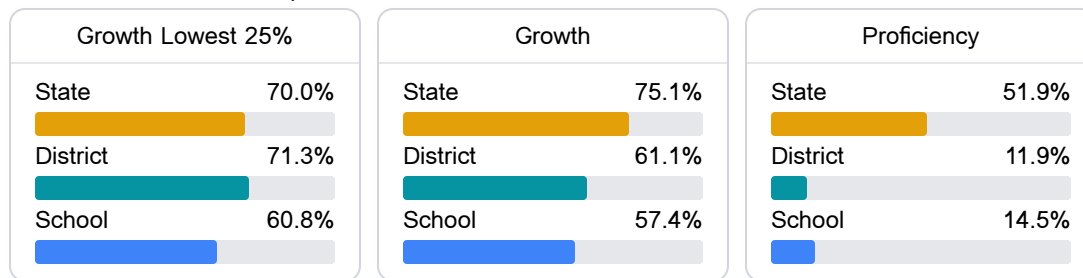 Growth Lowest 25%
State 70.0%
District 71.3%
School 60.8%
Growth
State 75.1%
District 61.1%
School 57.4%
Proficiency
State 51.9%
District 11.9%
School 14.5%